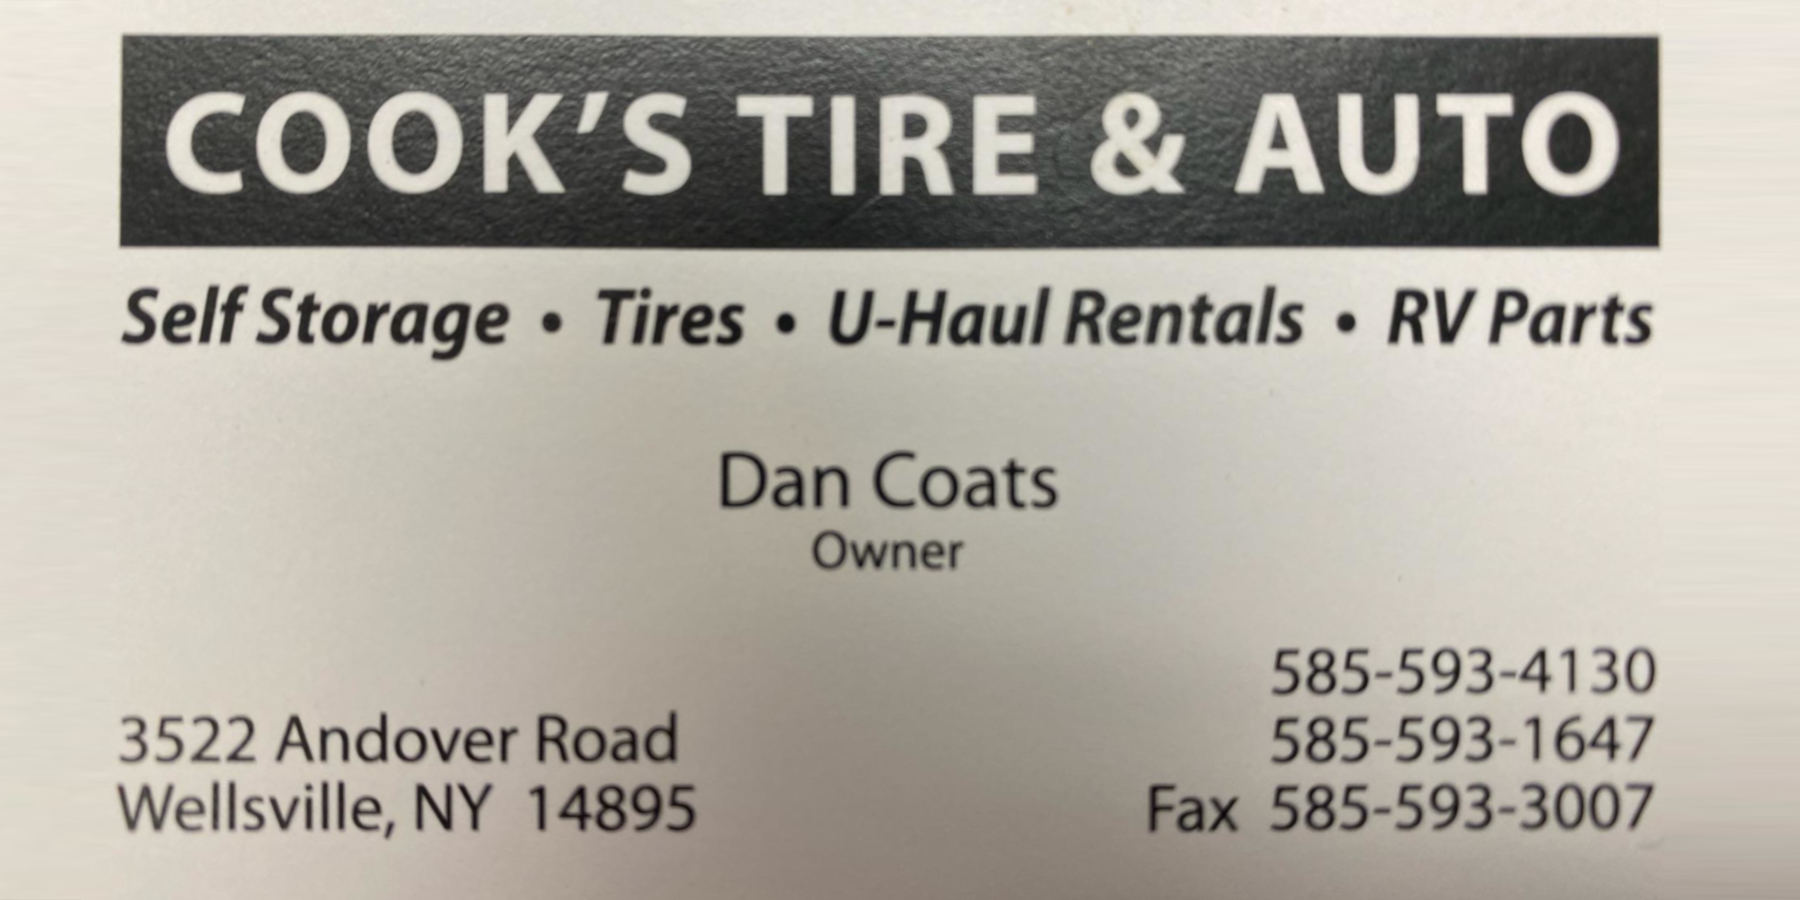 COOK’S TIRE & AUTO
Self Storage • Tires • U-Haul Rentals • RV Parts
Dan Coats
Owner
585-593-4130
3522 Andover Road 585-593-1647
Wellsville, NY 14895 Fax 585-593-3007